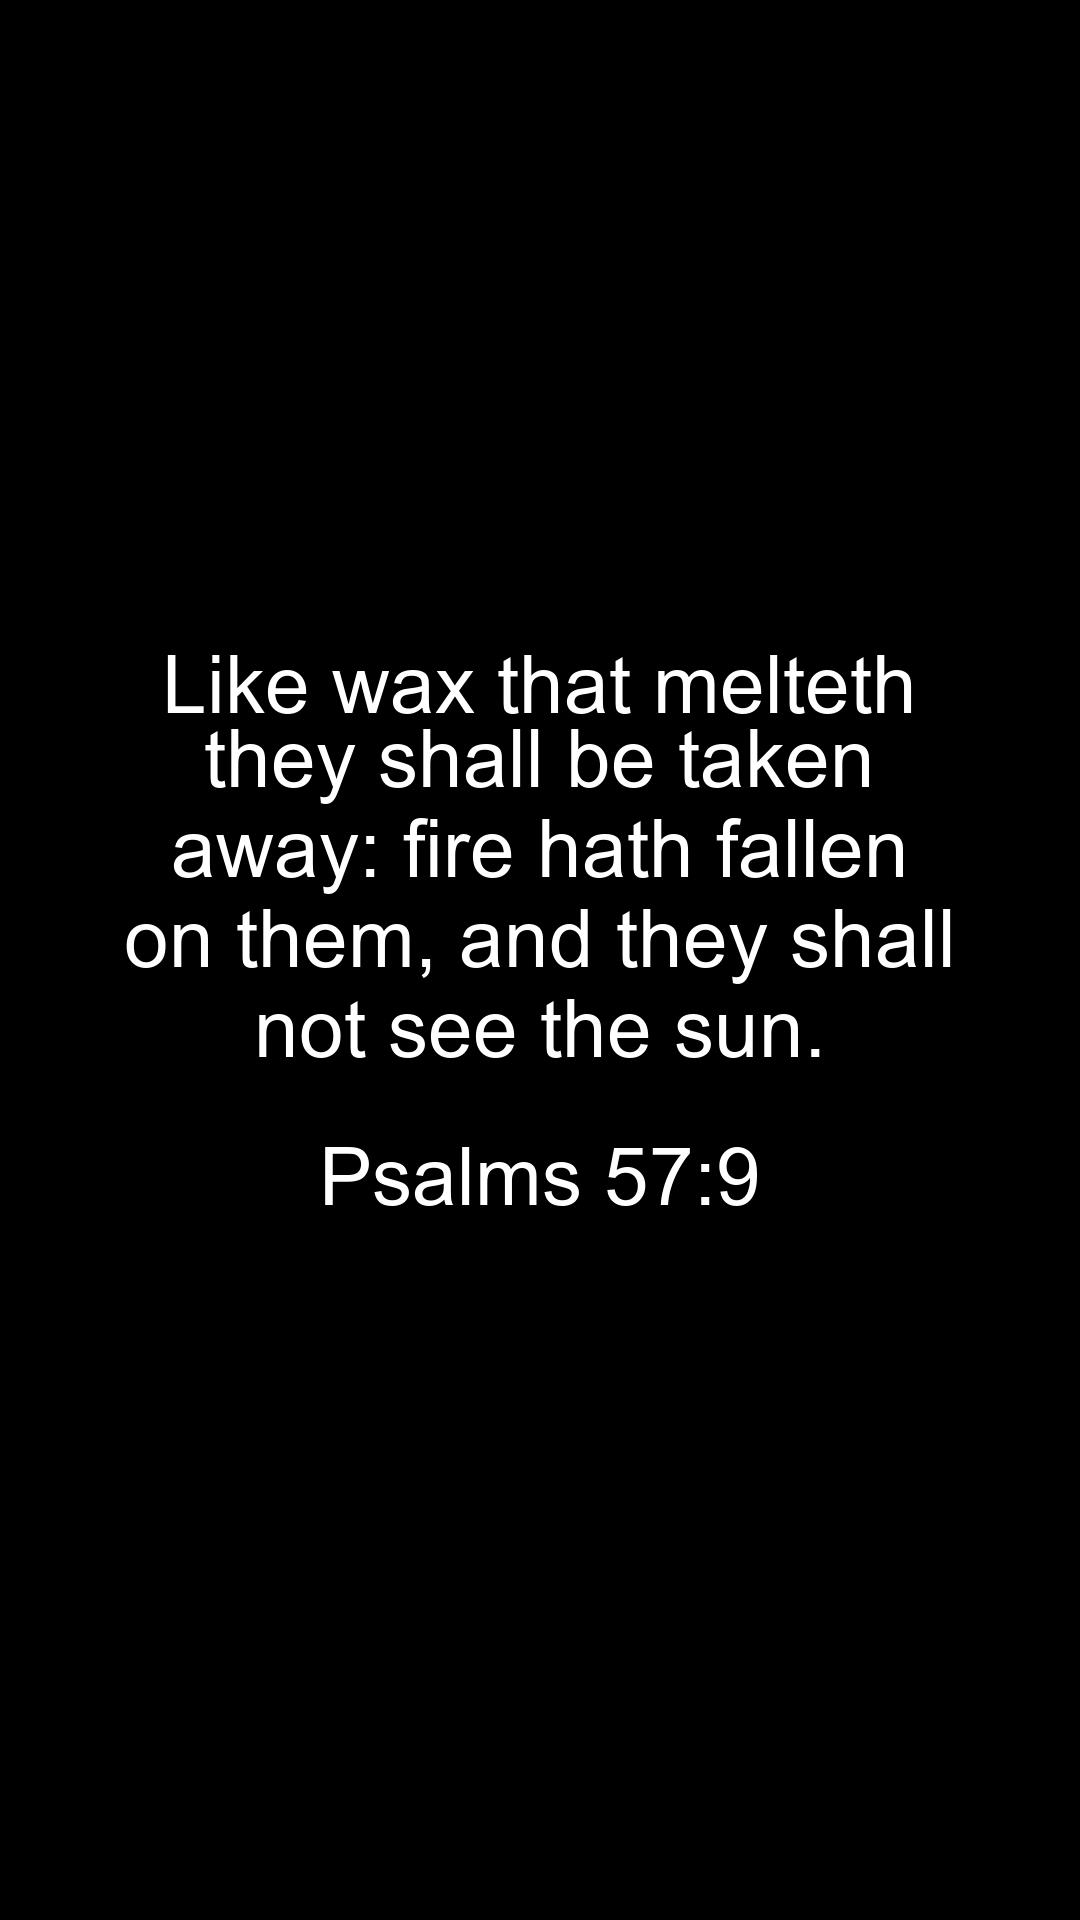 Like wax that melteth
they shall be taken
away: fire hath fallen
on them, and they shall
not see the sun.
Psalms 57:9